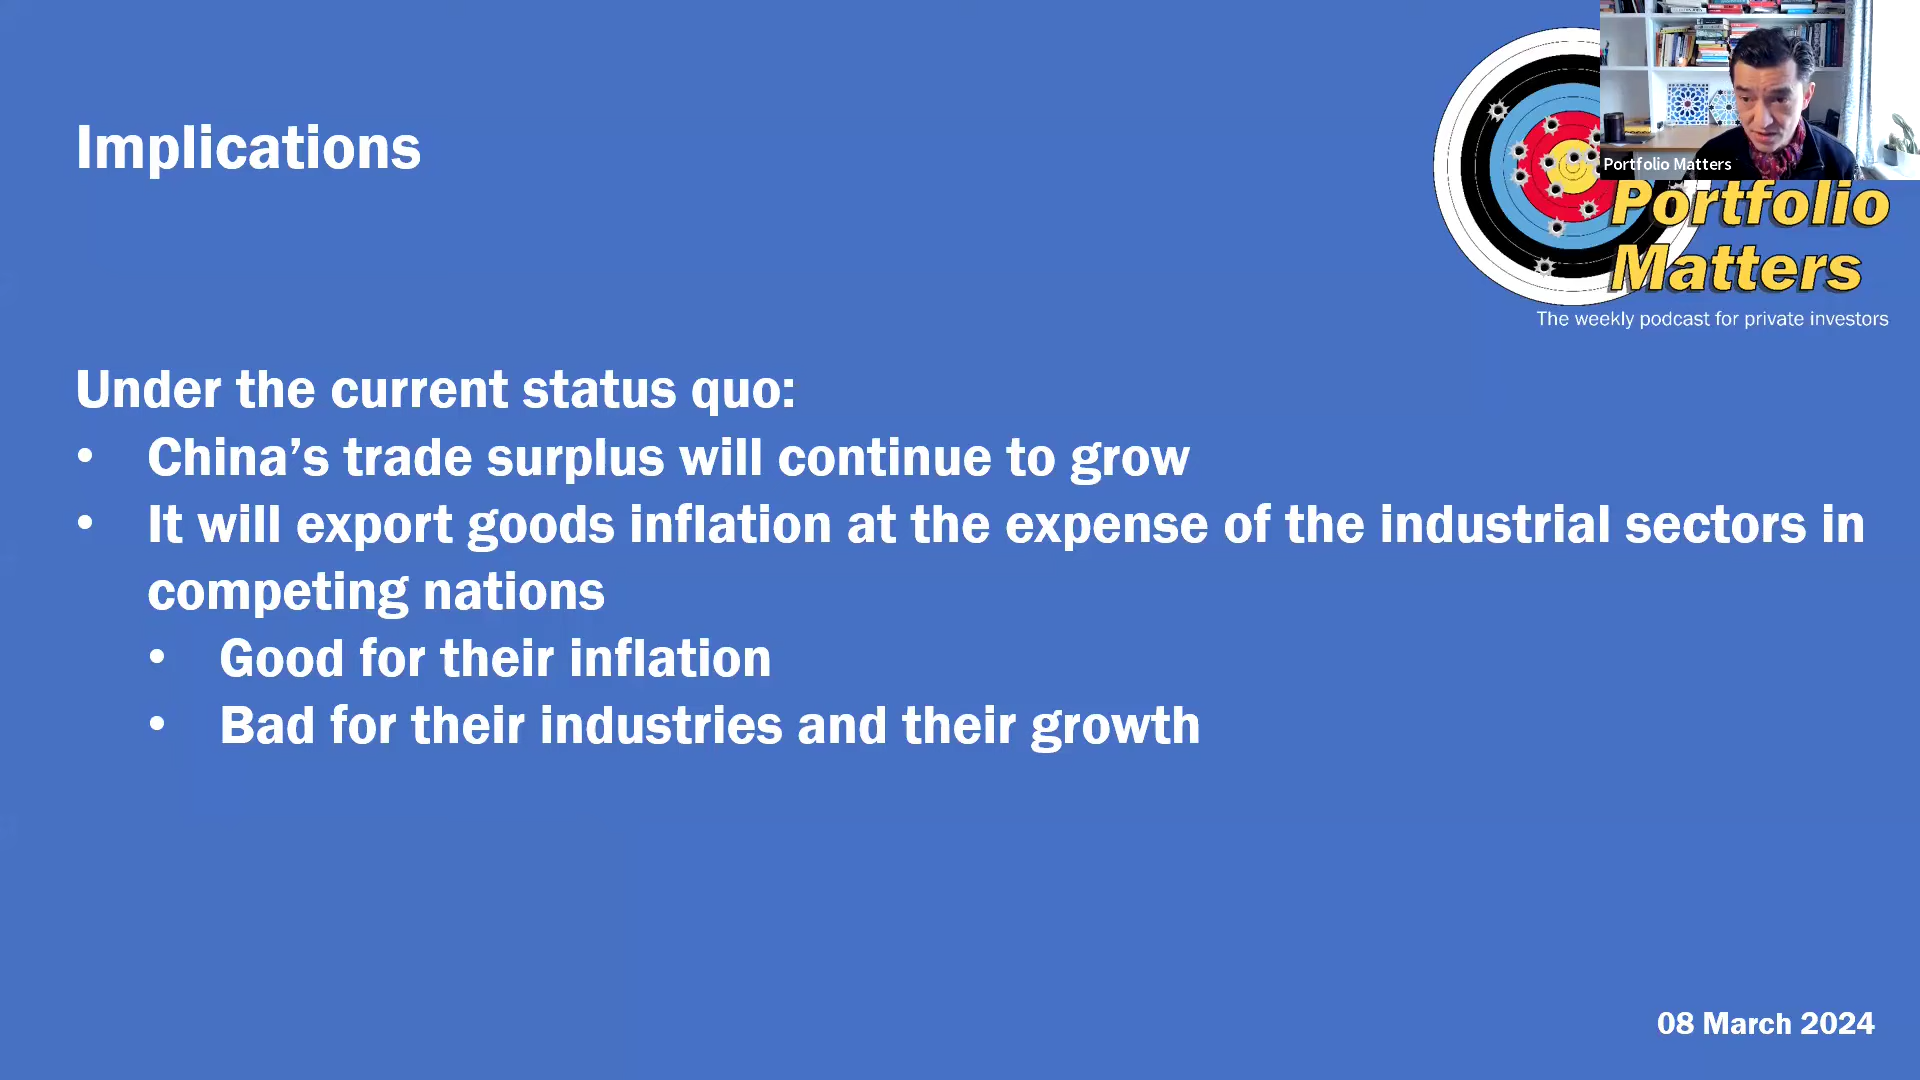 Implications
Portfolio Matters
Portfolio
Matters
The weekly podcast for private investors
Under the current status quo:
• China’s trade surplus will continue to grow
• It will export goods inflation at the expense of the industrial sectors in
competing nations
• Good for their inflation
• Bad for their industries and their growth
08 March 2024